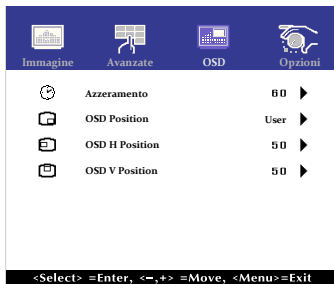 Immagine Avanzate OSD Opzioni
Azzeramento 60
OSD Position User
OSD H Position 50
OSD V Position 50
<Select> =Enter, <–,+> =Move, <Menu>=Exit